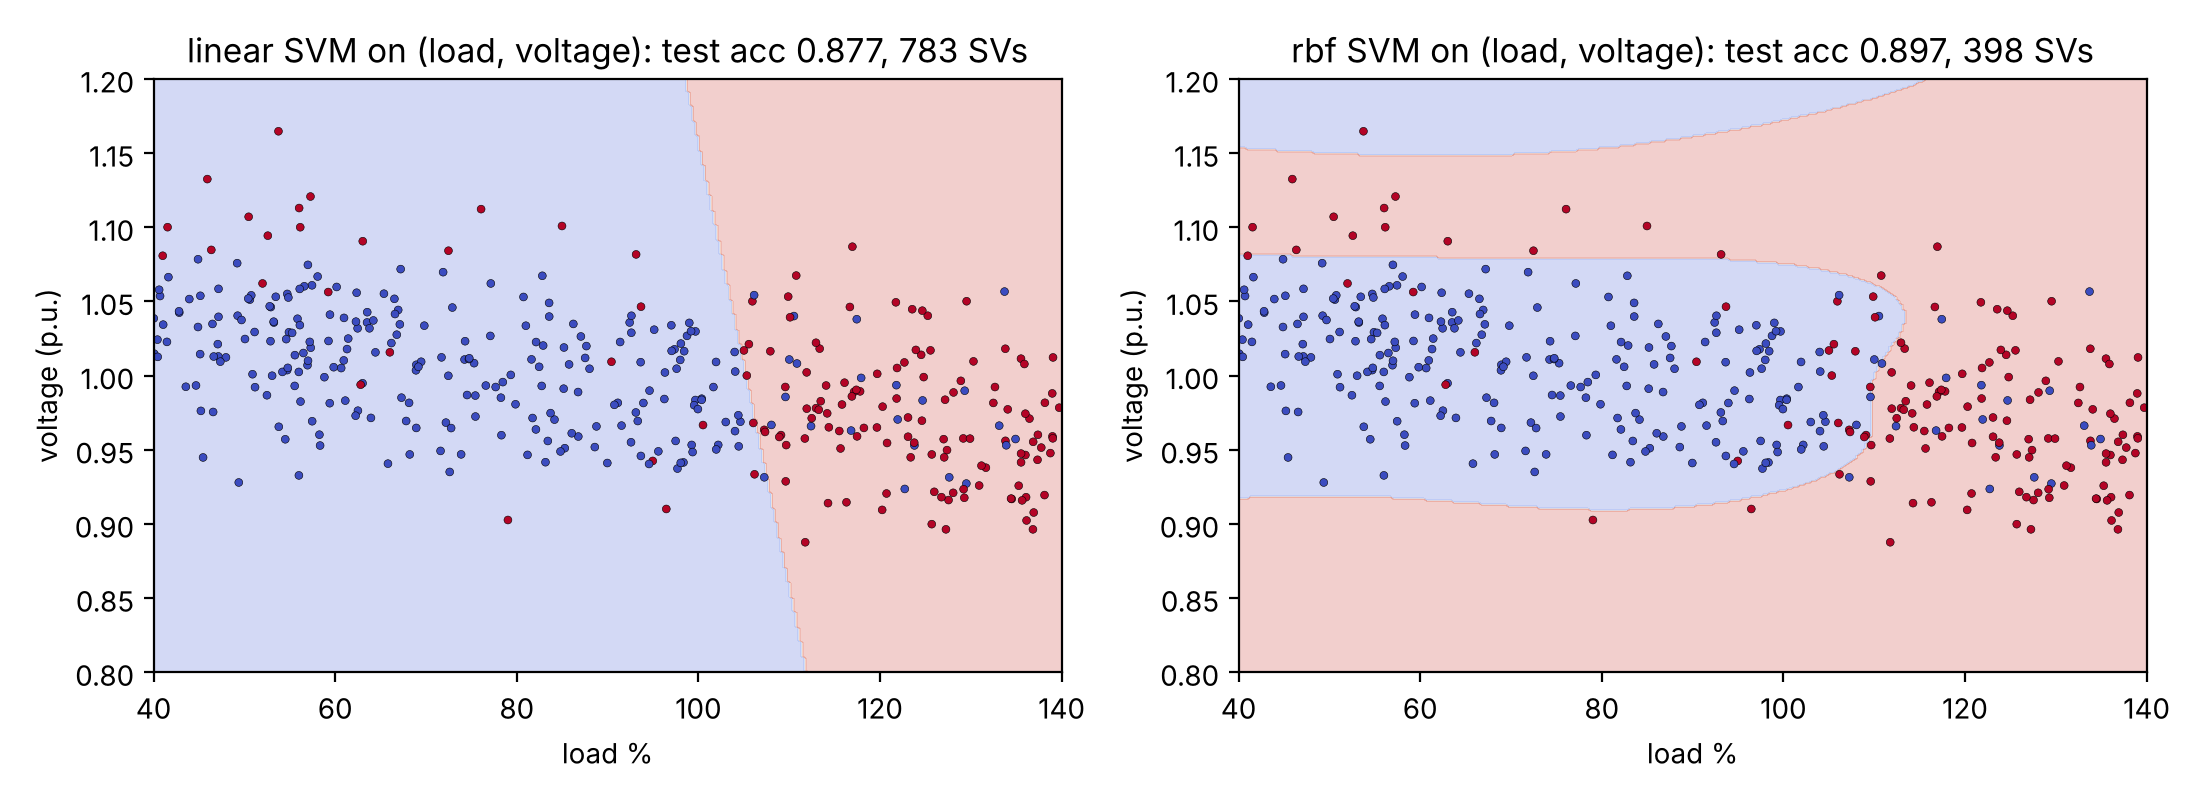 linear SVM on (load, voltage): test acc 0.877, 783 SVs
1.20
1.15
1.10
1.05
1.00
0.95
0.90
0.85
0.80
voltage (p.u.)
40 60 80 100 120 140
load %
rbf SVM on (load, voltage): test acc 0.897, 398 SVs
1.20
1.15
1.10
1.05
1.00
0.95
0.90
0.85
0.80
voltage (p.u.)
40 60 80 100 120 140
load %